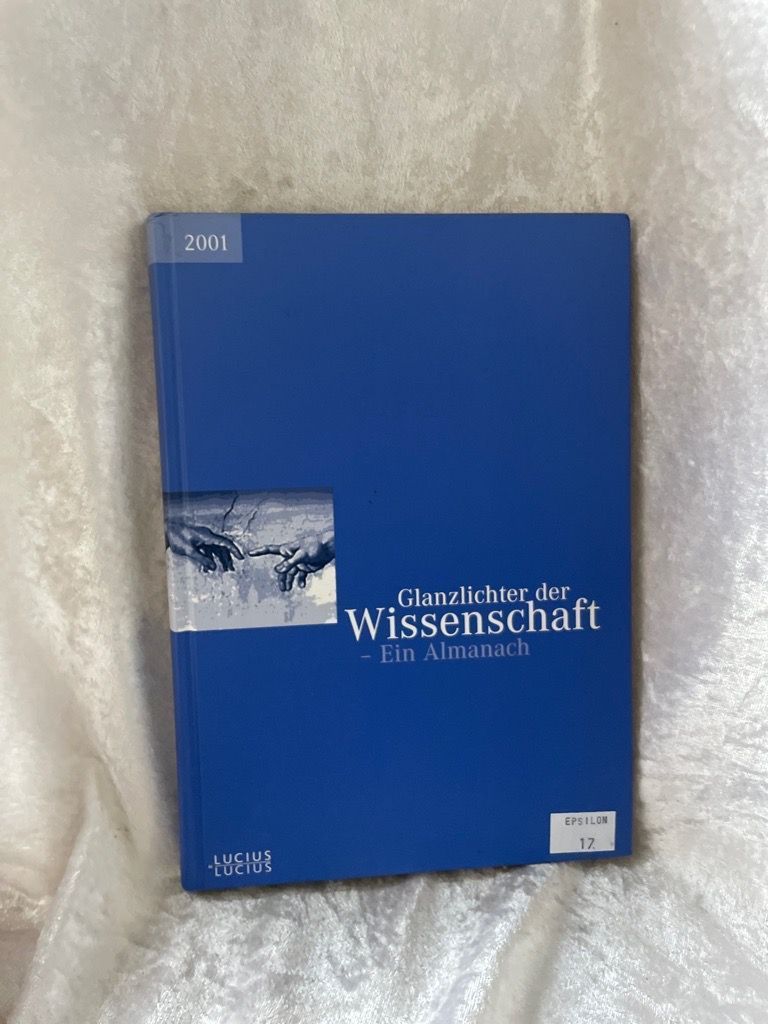 2001
Glanzlichter der
Wissenschaft
– Ein Almanach
EPSILON
17
LUCIUS
LUCIUS